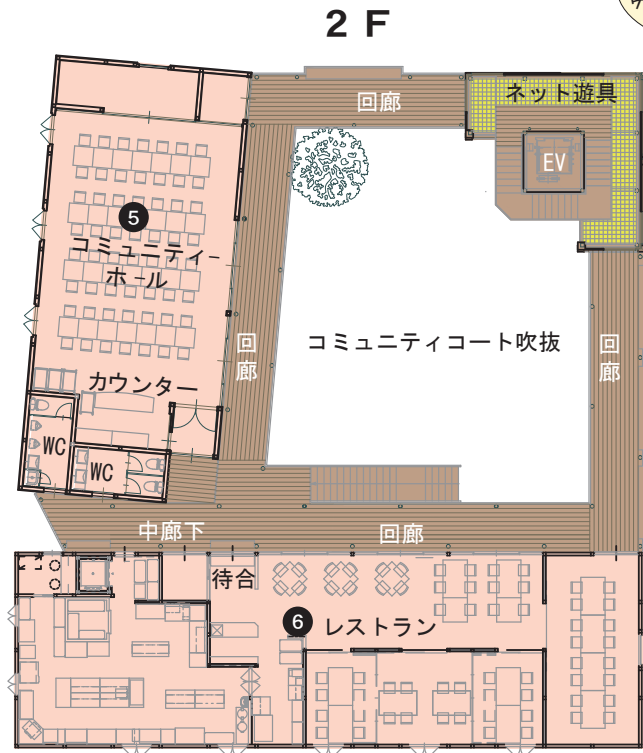 2F
回廊
ネット遊具
EV
5
コミュニティーホール
回廊
コミュニティコート吹抜
回廊
カウンター
WC
WC
中廊下
回廊
待合
6 レストラン